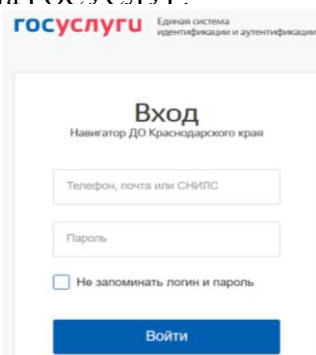 госуслуги
Единая система
идентификации и аутентификации
Вход
Навигатор ДО Краснодарского края
Телефон, почта или СНИЛС
Пароль
Не запоминать логин и пароль
Войти